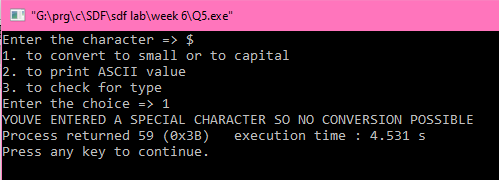 "G:\prg\c\SDF\sdf lab\week 6\Q5.exe"
Enter the character => $
1. to convert to small or to capital
2. to print ASCII value
3. to check for type
Enter the choice => 1
YOUVE ENTERED A SPECIAL CHARACTER SO NO CONVERSION POSSIBLE
Process returned 59 (0x3B)   execution time : 4.531 s
Press any key to continue.